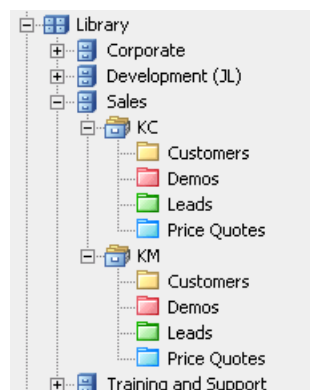 Library
Corporate
Development (JL)
Sales
KC
Customers
Demos
Leads
Price Quotes
KM
Customers
Demos
Leads
Price Quotes
Training and Support